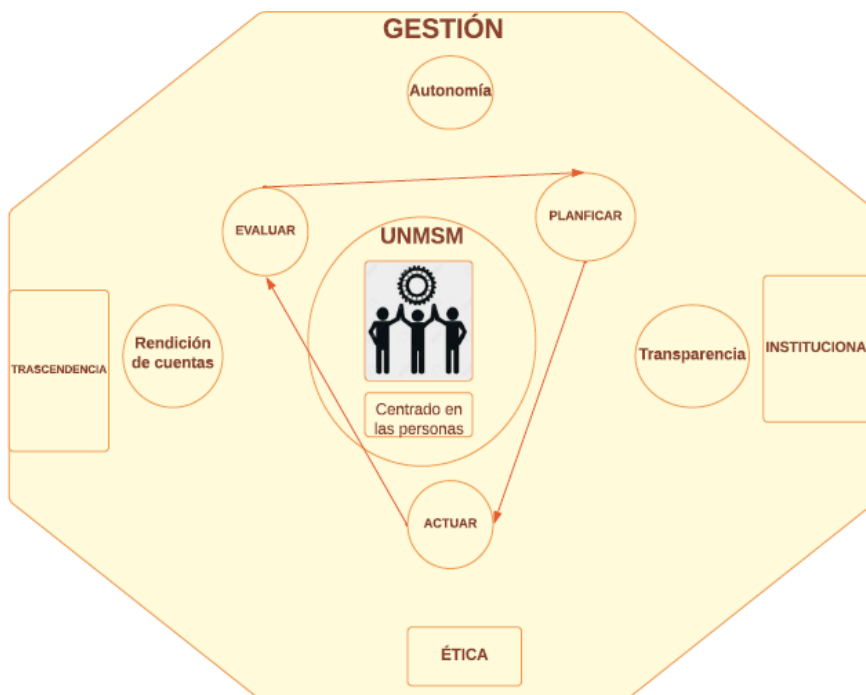 GESTIÓN
Autonomía
EVALUAR
PLANFICAR
UNMSM
Rendición
de cuentas
TRASCENDENCIA
Transparencia
INSTITUCIONA
Centrado en
las personas
ACTUAR
ÉTICA